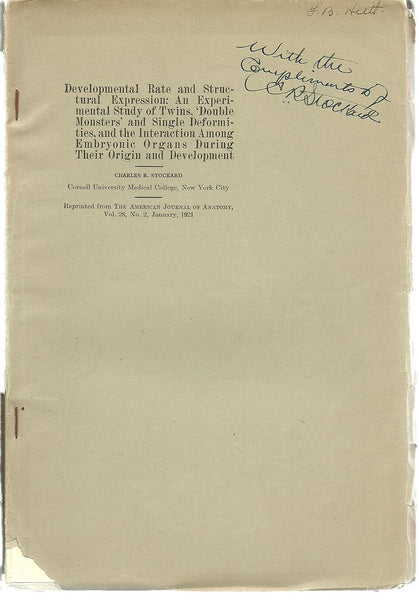 F. B. Hutt.
With the
Compliments of
C R Stockard
Developmental Rate and Struc-
tural Expression: An Experi-
mental Study of Twins, 'Double
Monsters' and Single Deformi-
ties, and the Interaction Among
Embryonic Organs During
Their Origin and Development
CHARLES R. STOCKARD
Cornell University Medical College, New York City
Reprinted from THE AMERICAN JOURNAL OF ANATOMY,
Vol. 28, No. 2, January, 1921